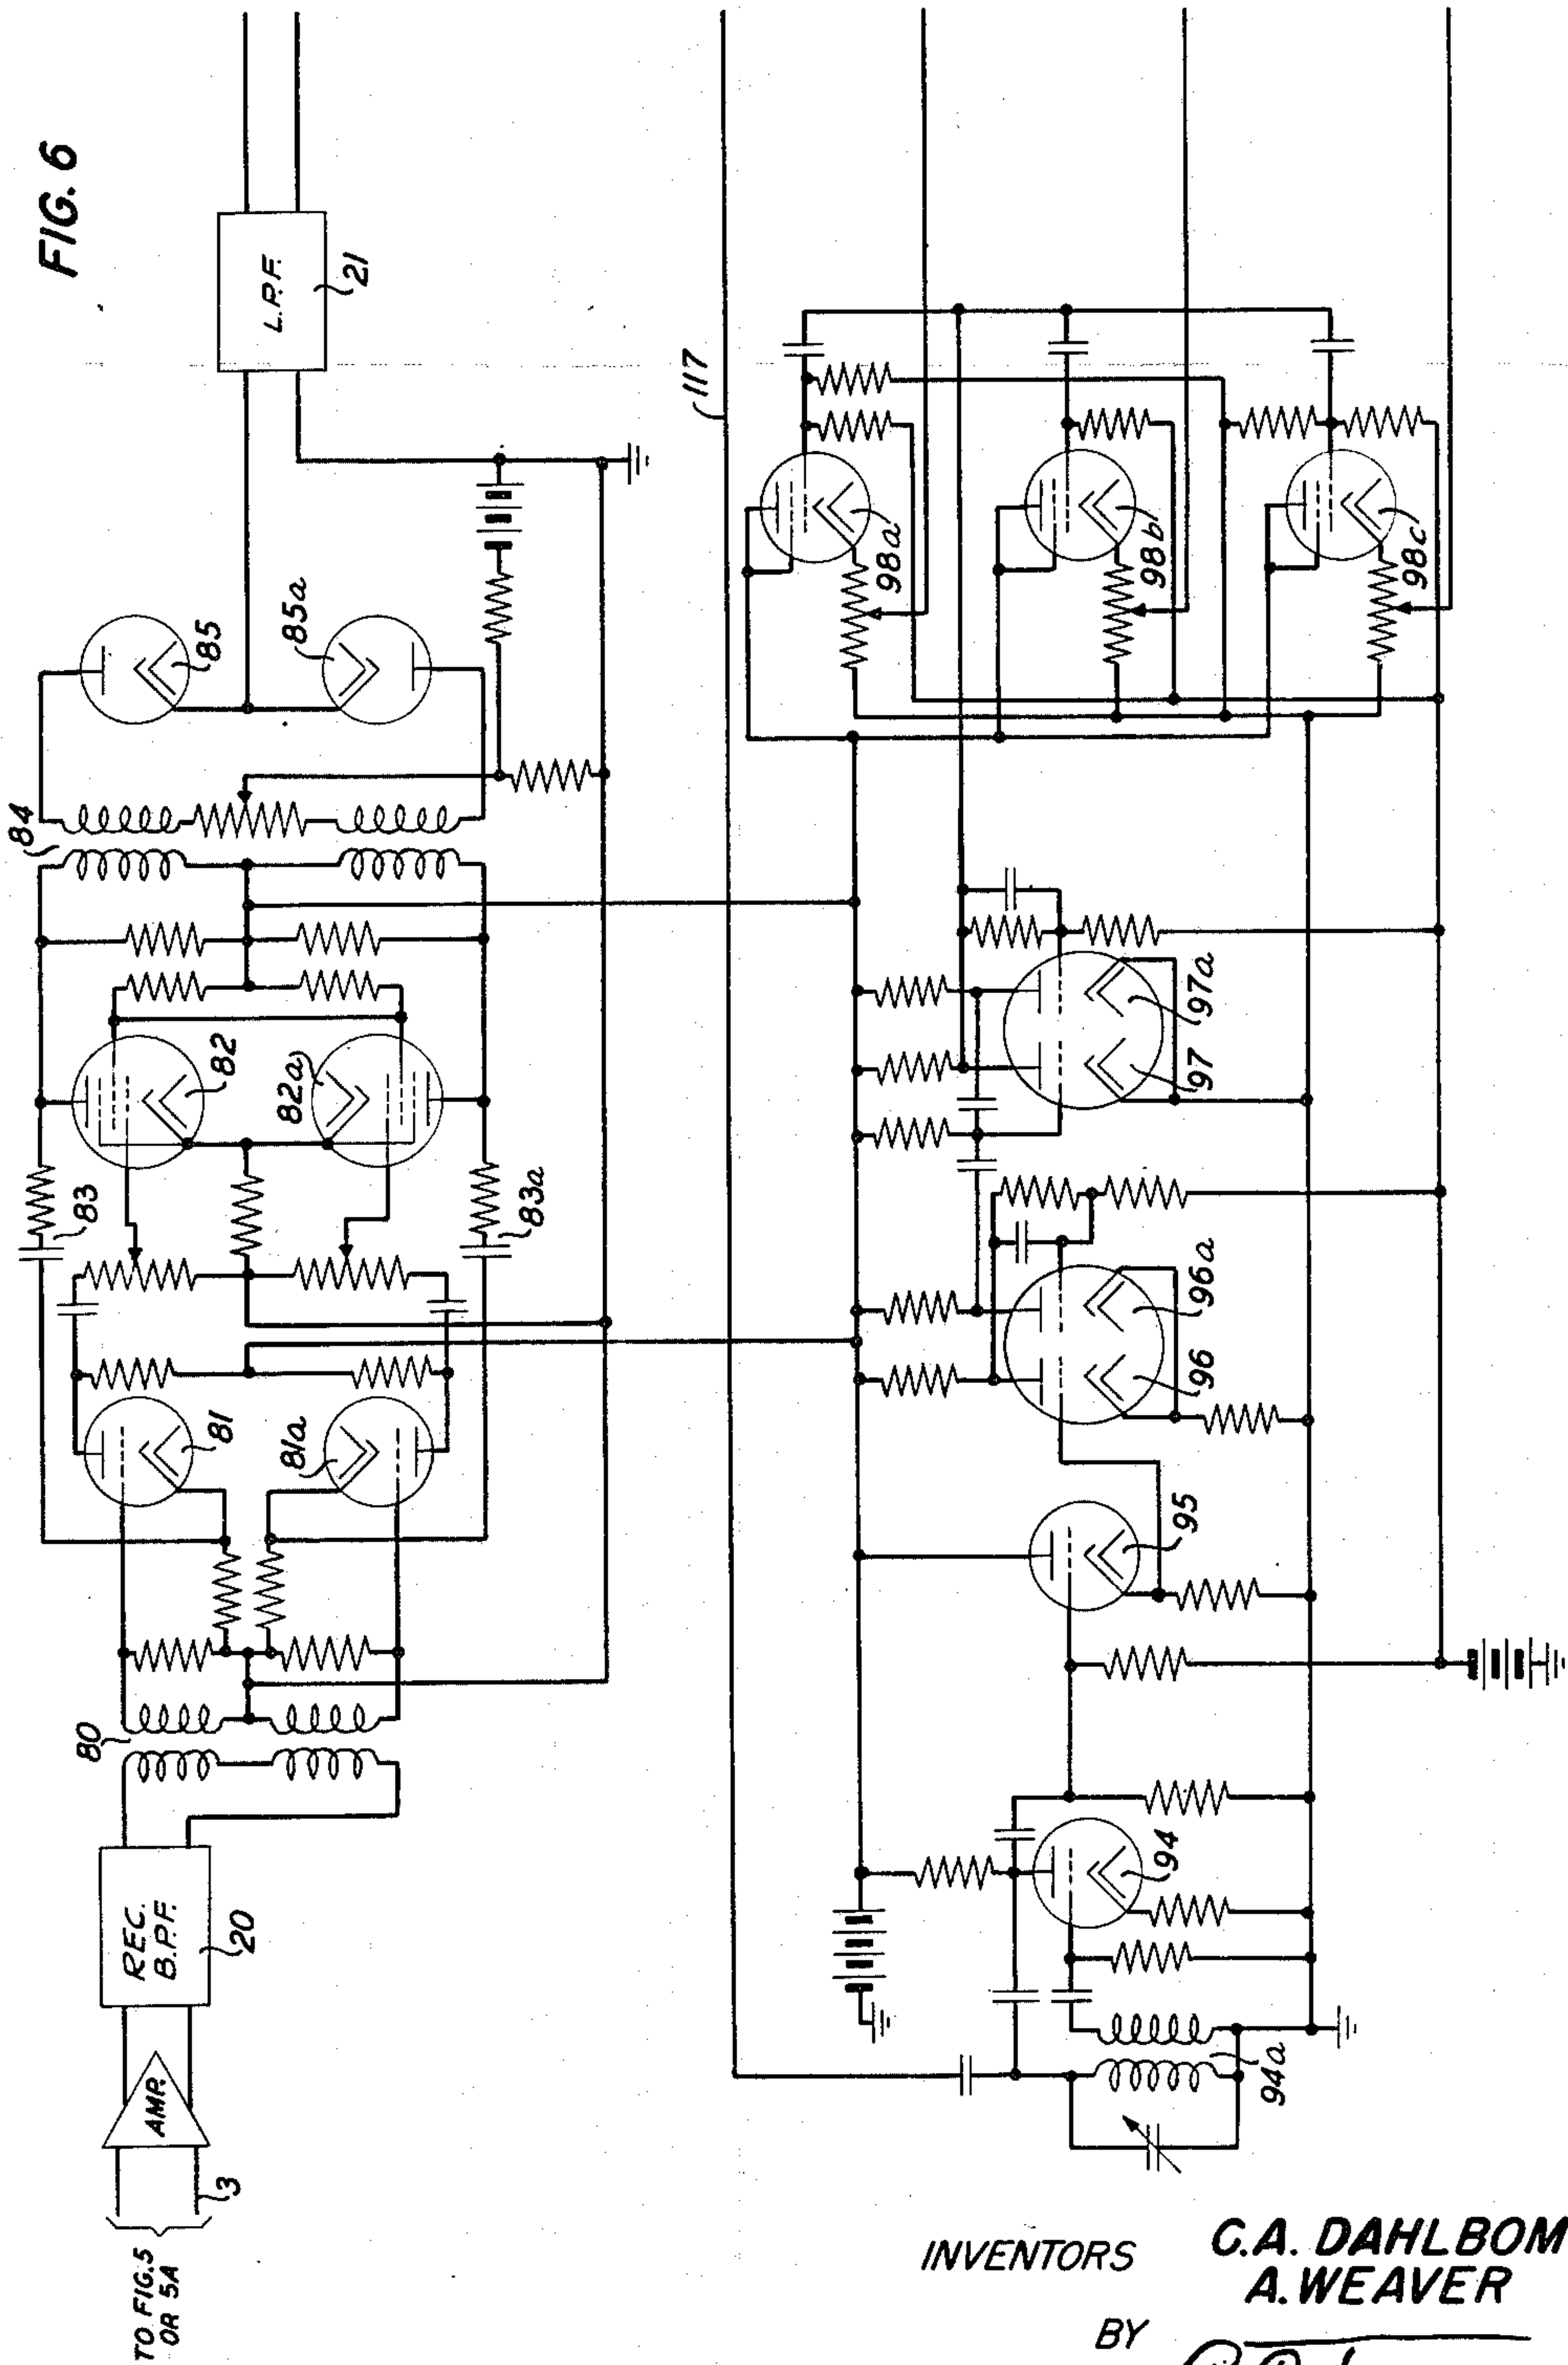 FIG. 6
TO FIG. 5
OR 5A
3
AMP.
REC.
B.P.F.
20
80
81
81a
83
83a
82
82a
84
85
85a
L.P.F.
21
117
94a
94
95
96
96a
97
97a
98a
98b
98c
INVENTORS
C.A. DAHLBOM
A. WEAVER
BY